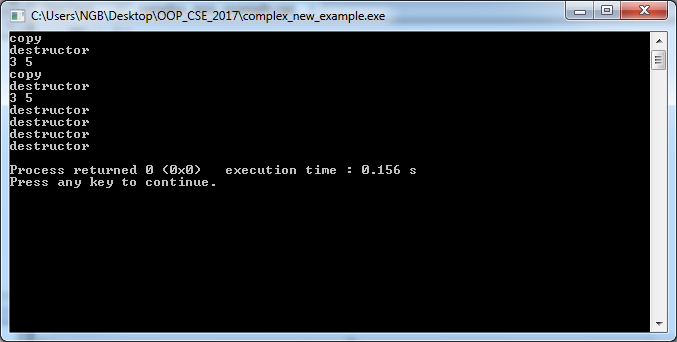 C:\Users\NGB\Desktop\OOP_CSE_2017\complex_new_example.exe
copy
destructor
3 5
copy
destructor
3 5
destructor
destructor
destructor
destructor
Process returned 0 (0x0)   execution time : 0.156 s
Press any key to continue.